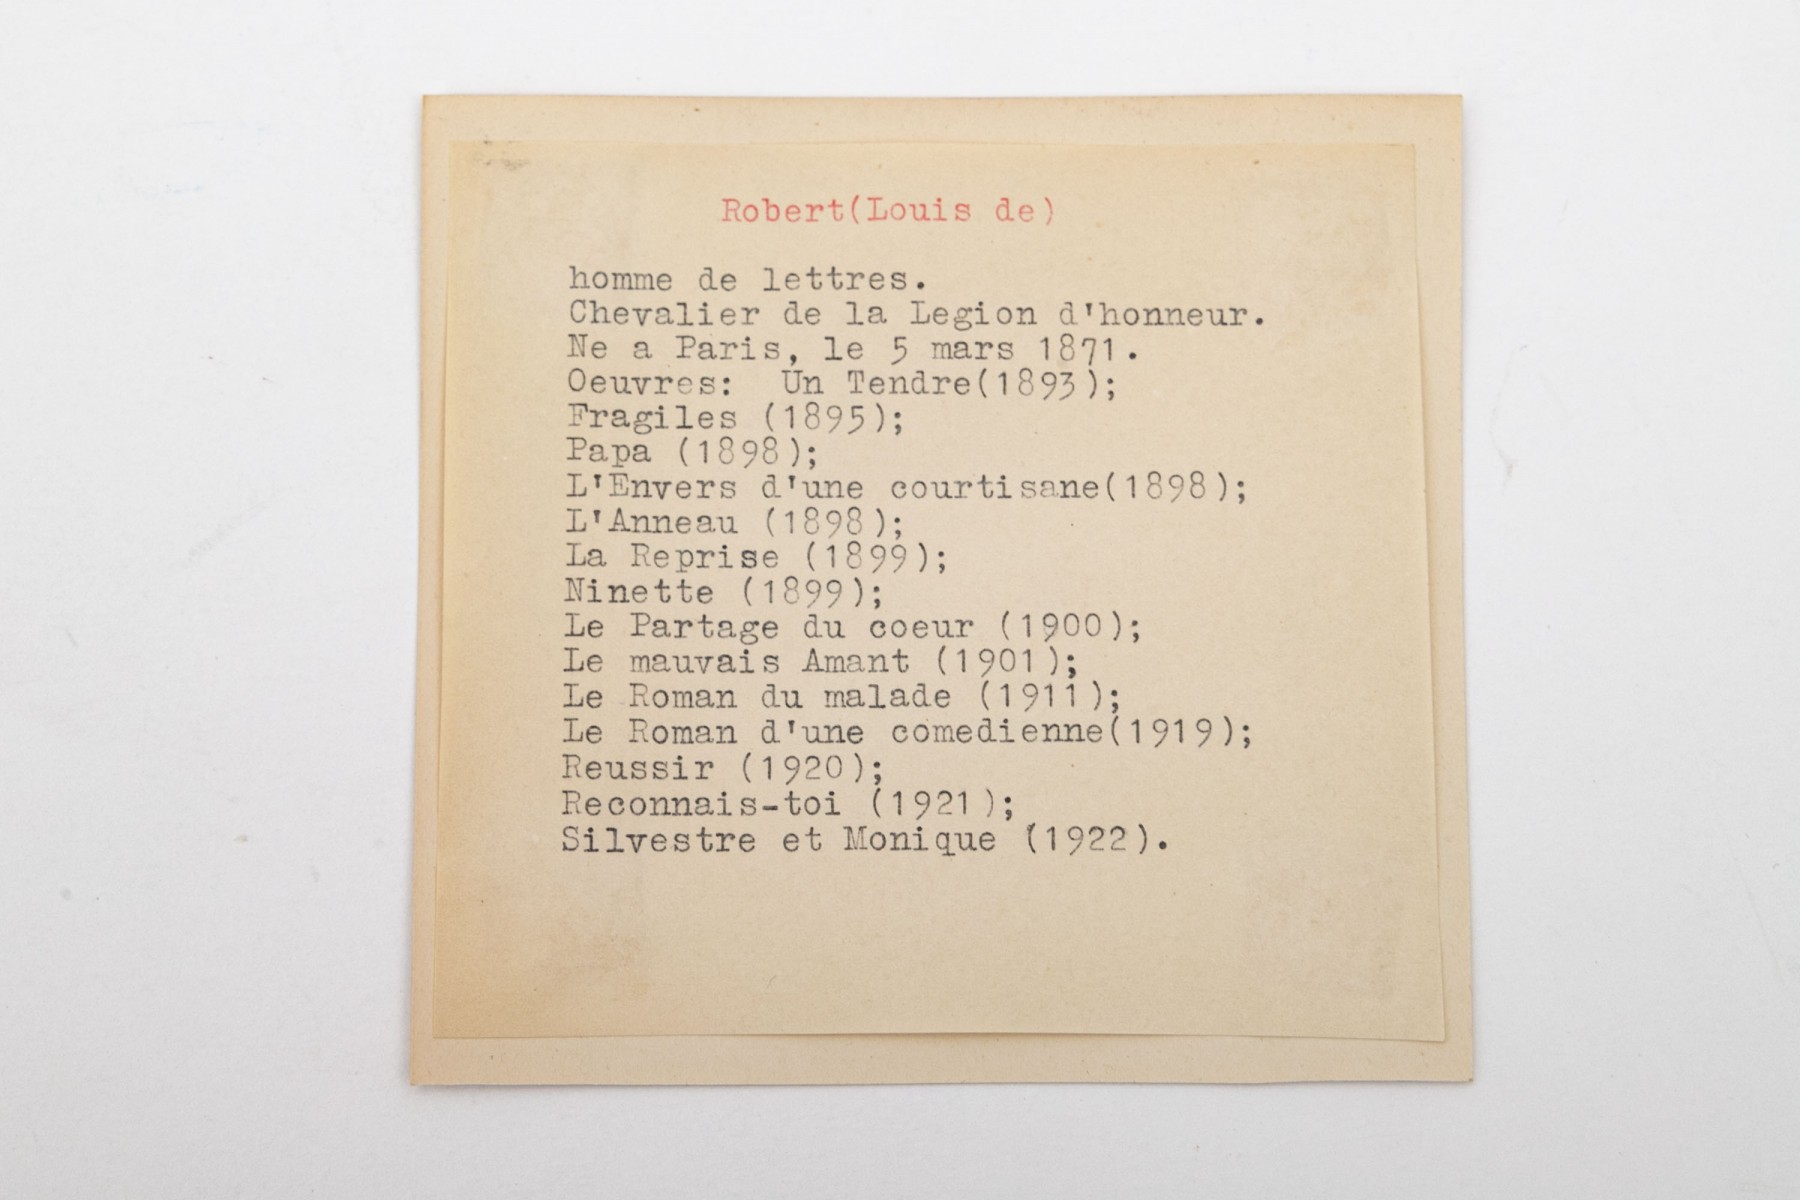 Robert(Louis de)
homme de lettres.
Chevalier de la Legion d'honneur.
Ne a Paris, le 5 mars 1871.
Oeuvres:  Un Tendre(1893);
Fragiles (1895);
Papa (1898);
L'Envers d'une courtisane(1898);
L'Anneau (1898);
La Reprise (1899);
Ninette (1899);
Le Partage du coeur (1900);
Le mauvais Amant (1901);
Le Roman du malade (1911);
Le Roman d'une comedienne(1919);
Reussir (1920);
Reconnais-toi (1921);
Silvestre et Monique (1922).